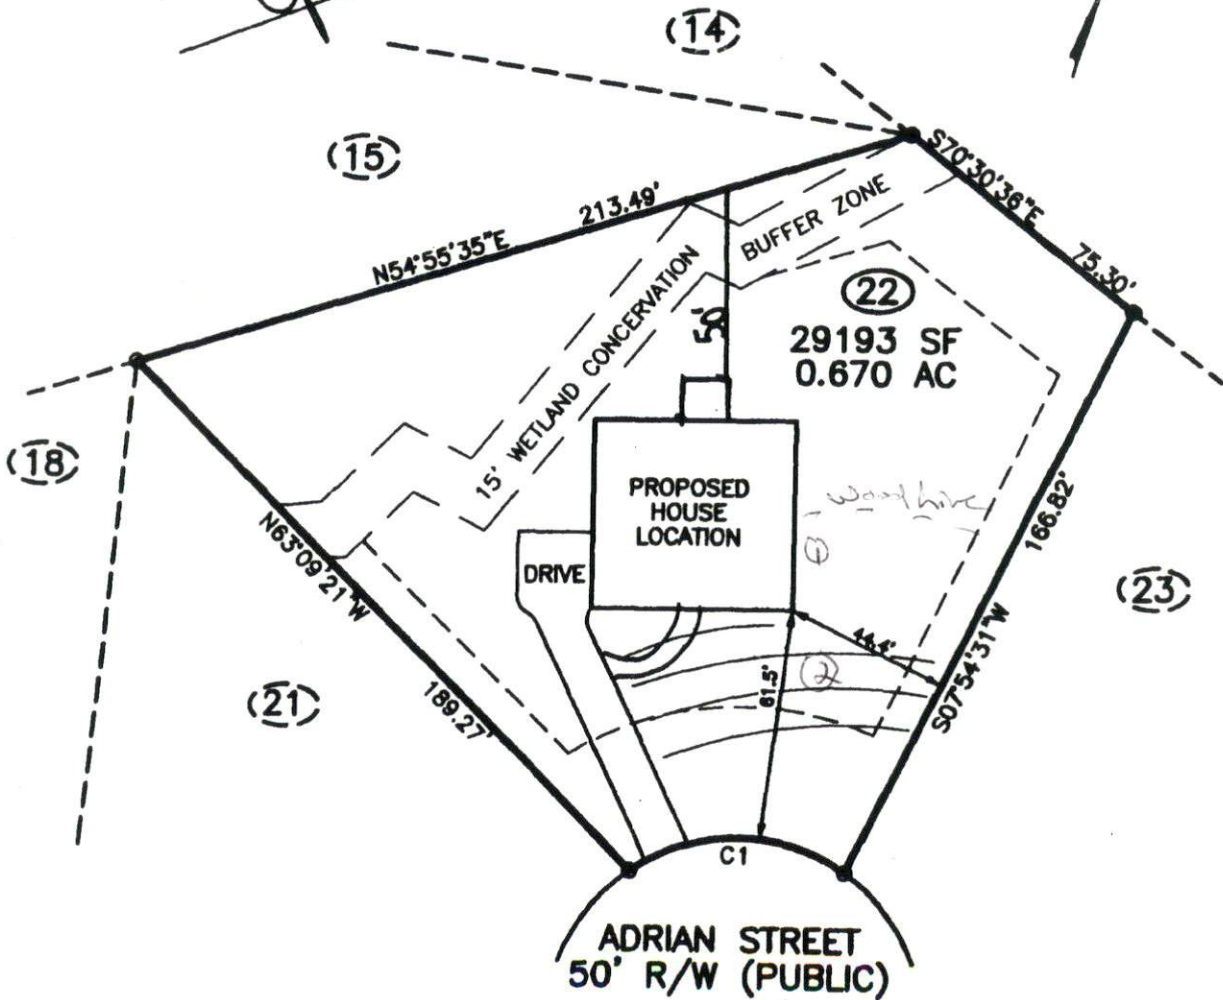 (14)
(15)
S70°30'36"E
213.49'
BUFFER ZONE
N54°55'35"E
75.30'
22
29193 SF
0.670 AC
50'
15' WETLAND CONCERVATION
(18)
PROPOSED
HOUSE
LOCATION
1
166.82'
N63°09'21"W
DRIVE
(23)
44.4'
S07°54'31"W
2
61.5'
(21)
189.27'
C1
ADRIAN STREET
50' R/W (PUBLIC)